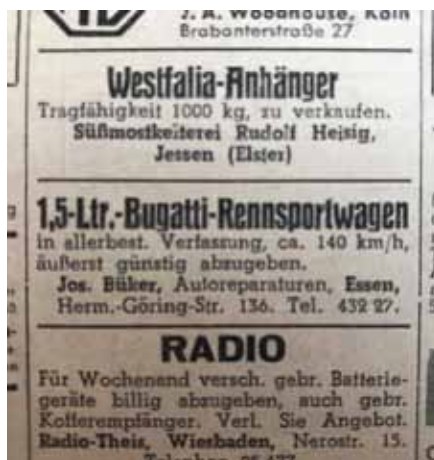 J. A. Woodhouse, Köln
Brabanterstraße 27
Westfalia-Anhänger
Tragfähigkeit 1000 kg, zu verkaufen.
Süßmostkelterei Rudolf Heisig,
Jessen (Elster)
1,5-Ltr.-Bugatti-Rennsportwagen
in allerbest. Verfassung, ca. 140 km/h,
äußerst günstig abzugeben.
Jos. Büker, Autoreparaturen, Essen,
Herm.-Göring-Str. 136. Tel. 432 27.
RADIO
Für Wochenend versch. gebr. Batterie-
geräte billig abzugeben, auch gebr.
Kofferempfänger. Verl. Sie Angebot.
Radio-Theis, Wiesbaden, Nerostr. 15.
Telephon